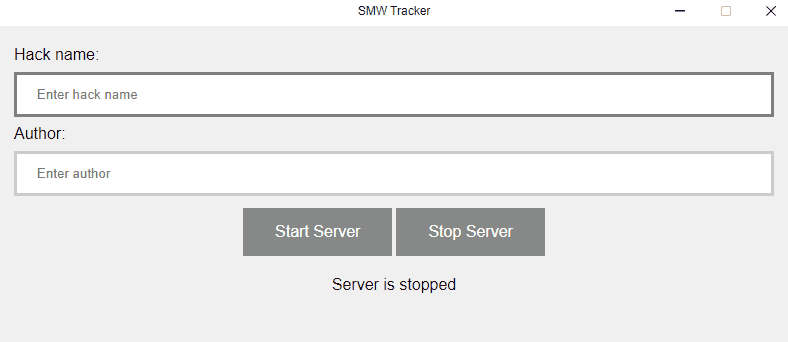 SMW Tracker
Hack name:
Enter hack name
Author:
Enter author
Start Server Stop Server
Server is stopped